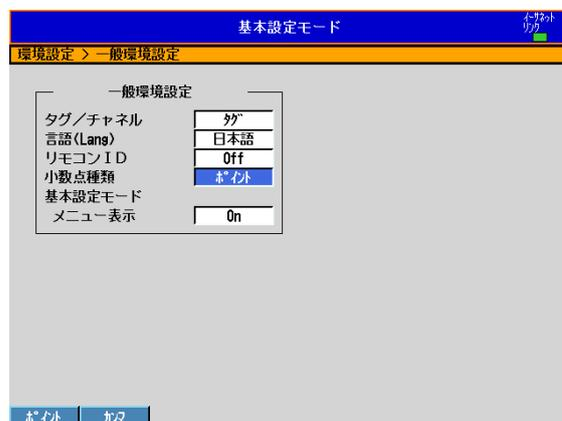 基本設定モード
ｲｰｻﾈｯﾄ
ﾘﾝｸ
環境設定 > 一般環境設定
一般環境設定
タグ／チャネル ﾀｸﾞ
言語(Lang) 日本語
リモコンＩＤ Off
小数点種類 ﾎﾟｲﾝﾄ
基本設定モード
メニュー表示 On
ﾎﾟｲﾝﾄ ｶﾝﾏ